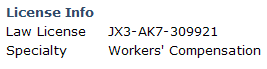 License Info
Law License JX3-AK7-309921
Specialty Workers' Compensation